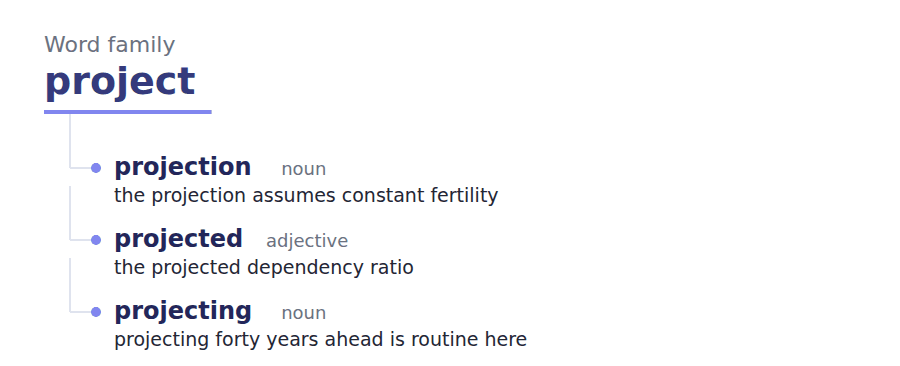 Word family
project
projection noun
the projection assumes constant fertility
projected adjective
the projected dependency ratio
projecting noun
projecting forty years ahead is routine here